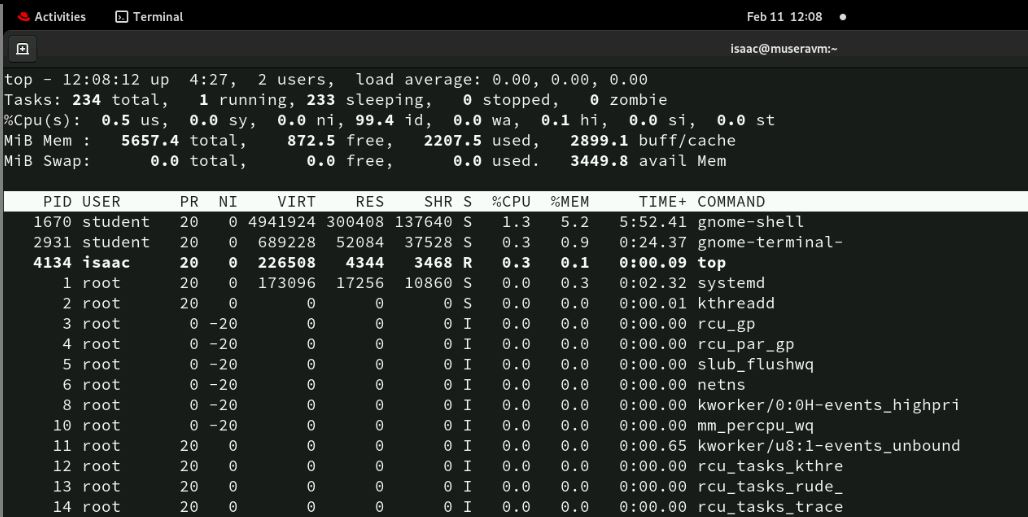 Activities Terminal Feb 11 12:08
isaac@museravm:~
top - 12:08:12 up  4:27,  2 users,  load average: 0.00, 0.00, 0.00
Tasks: 234 total,   1 running, 233 sleeping,   0 stopped,   0 zombie
%Cpu(s):  0.5 us,  0.0 sy,  0.0 ni, 99.4 id,  0.0 wa,  0.1 hi,  0.0 si,  0.0 st
MiB Mem :   5657.4 total,    872.5 free,   2207.5 used,   2899.1 buff/cache
MiB Swap:      0.0 total,      0.0 free,      0.0 used.   3449.8 avail Mem
PID USER      PR  NI    VIRT    RES    SHR S  %CPU  %MEM     TIME+ COMMAND
1670 student   20   0 4941924 300408 137640 S   1.3   5.2   5:52.41 gnome-shell
2931 student   20   0  689228  52084  37528 S   0.3   0.9   0:24.37 gnome-terminal-
4134 isaac     20   0  226508   4344   3468 R   0.3   0.1   0:00.09 top
1 root      20   0  173096  17256  10860 S   0.0   0.3   0:02.32 systemd
2 root      20   0       0      0      0 S   0.0   0.0   0:00.01 kthreadd
3 root       0 -20       0      0      0 I   0.0   0.0   0:00.00 rcu_gp
4 root       0 -20       0      0      0 I   0.0   0.0   0:00.00 rcu_par_gp
5 root       0 -20       0      0      0 I   0.0   0.0   0:00.00 slub_flushwq
6 root       0 -20       0      0      0 I   0.0   0.0   0:00.00 netns
8 root       0 -20       0      0      0 I   0.0   0.0   0:00.00 kworker/0:0H-events_highpri
10 root       0 -20       0      0      0 I   0.0   0.0   0:00.00 mm_percpu_wq
11 root      20   0       0      0      0 I   0.0   0.0   0:00.65 kworker/u8:1-events_unbound
12 root      20   0       0      0      0 I   0.0   0.0   0:00.00 rcu_tasks_kthre
13 root      20   0       0      0      0 I   0.0   0.0   0:00.00 rcu_tasks_rude_
14 root      20   0       0      0      0 I   0.0   0.0   0:00.00 rcu_tasks_trace